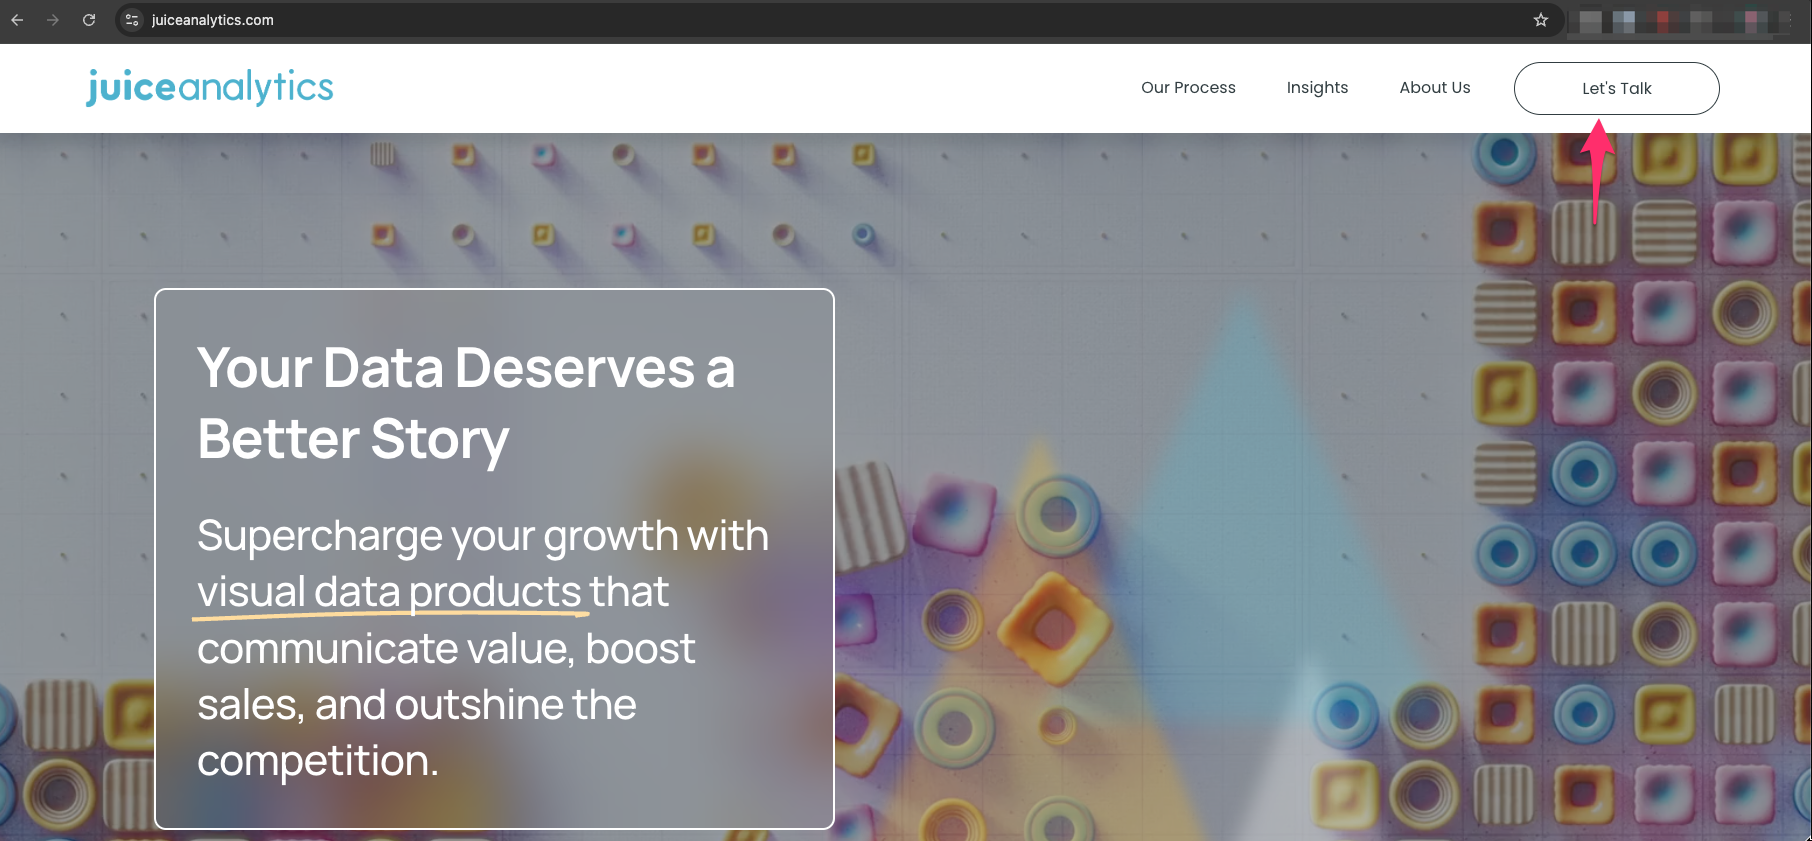 juiceanalytics.com
juiceanalytics
Our Process
Insights
About Us
Let's Talk
Your Data Deserves a
Better Story
Supercharge your growth with
visual data products that
communicate value, boost
sales, and outshine the
competition.